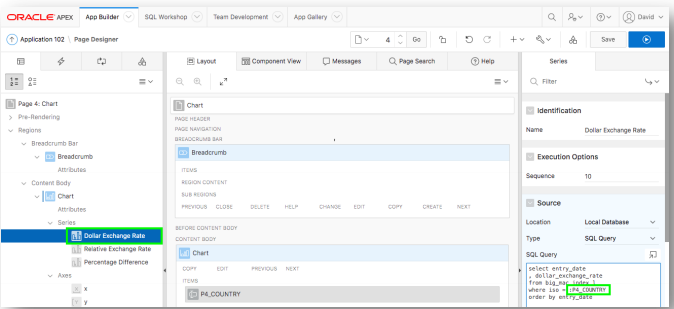 ORACLE APEX App Builder SQL Workshop Team Development App Gallery David
Application 102 \ Page Designer 4 Go Save
Layout Component View Messages Page Search Help Series
Filter
Page 4: Chart
Pre-Rendering
Regions
Breadcrumb Bar
Breadcrumb
Attributes
Content Body
Chart
Attributes
Series
Dollar Exchange Rate
Relative Exchange Rate
Percentage Difference
Axes
x
y
Chart
PAGE HEADER
PAGE NAVIGATION
BREADCRUMB BAR
Breadcrumb
ITEMS
REGION CONTENT
SUB REGIONS
PREVIOUS CLOSE DELETE HELP CHANGE EDIT COPY CREATE NEXT
BEFORE CONTENT BODY
CONTENT BODY
Chart
COPY EDIT PREVIOUS NEXT
ITEMS
P4_COUNTRY
Identification
Name Dollar Exchange Rate
Execution Options
Sequence 10
Source
Location Local Database
Type SQL Query
SQL Query
select entry_date
, dollar_exchange_rate
from big_mac_index_1
where iso = :P4_COUNTRY
order by entry_date